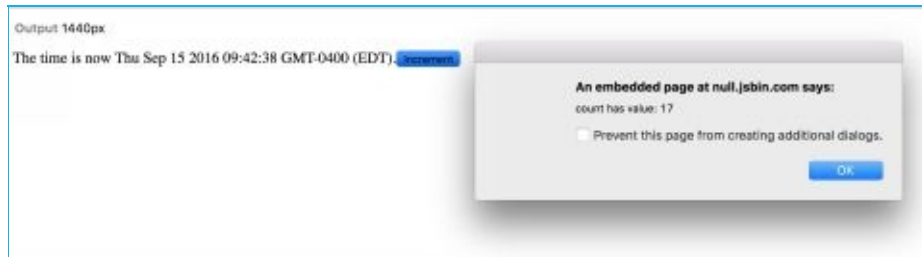 Output 1440px
The time is now Thu Sep 15 2016 09:42:38 GMT-0400 (EDT). Increment
An embedded page at null.jsbin.com says:
count has value: 17
Prevent this page from creating additional dialogs.
OK